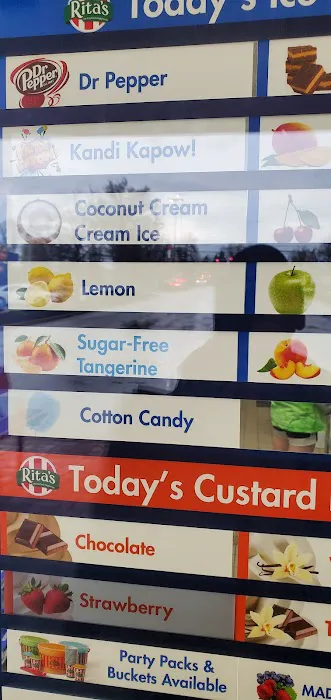 Rita's
Today's Ice
Dr Pepper
Dr Pepper
Kandi Kapow!
Coconut Cream
Cream Ice
Lemon
Sugar-Free
Tangerine
Cotton Candy
Rita's
Today's Custard
Chocolate
Strawberry
Party Packs &
Buckets Available